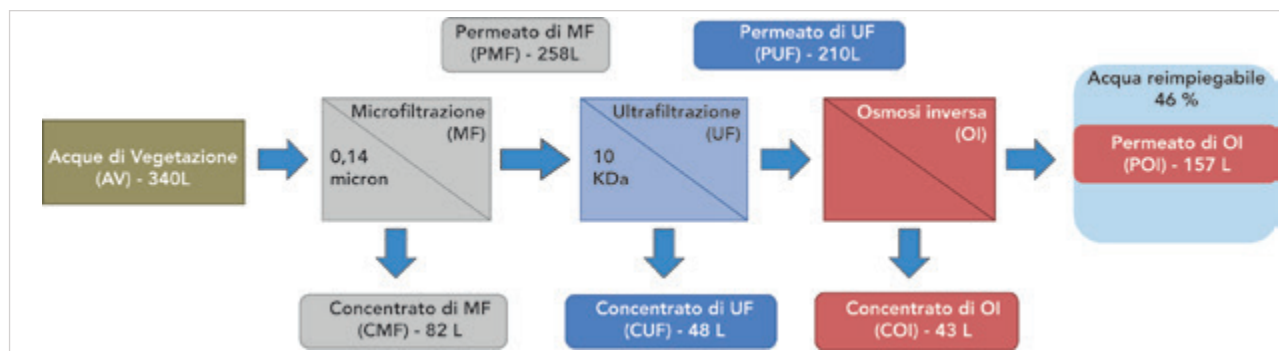 Permeato di MF
(PMF) - 258L
Permeato di UF
(PUF) - 210L
Acque di Vegetazione
(AV) - 340L
Microfiltrazione
(MF)
0,14
micron
Ultrafiltrazione
(UF)
10
KDa
Osmosi inversa
(OI)
Acqua reimpiegabile
46 %
Permeato di OI
(POI) - 157 L
Concentrato di MF
(CMF) - 82 L
Concentrato di UF
(CUF) - 48 L
Concentrato di OI
(COI) - 43 L